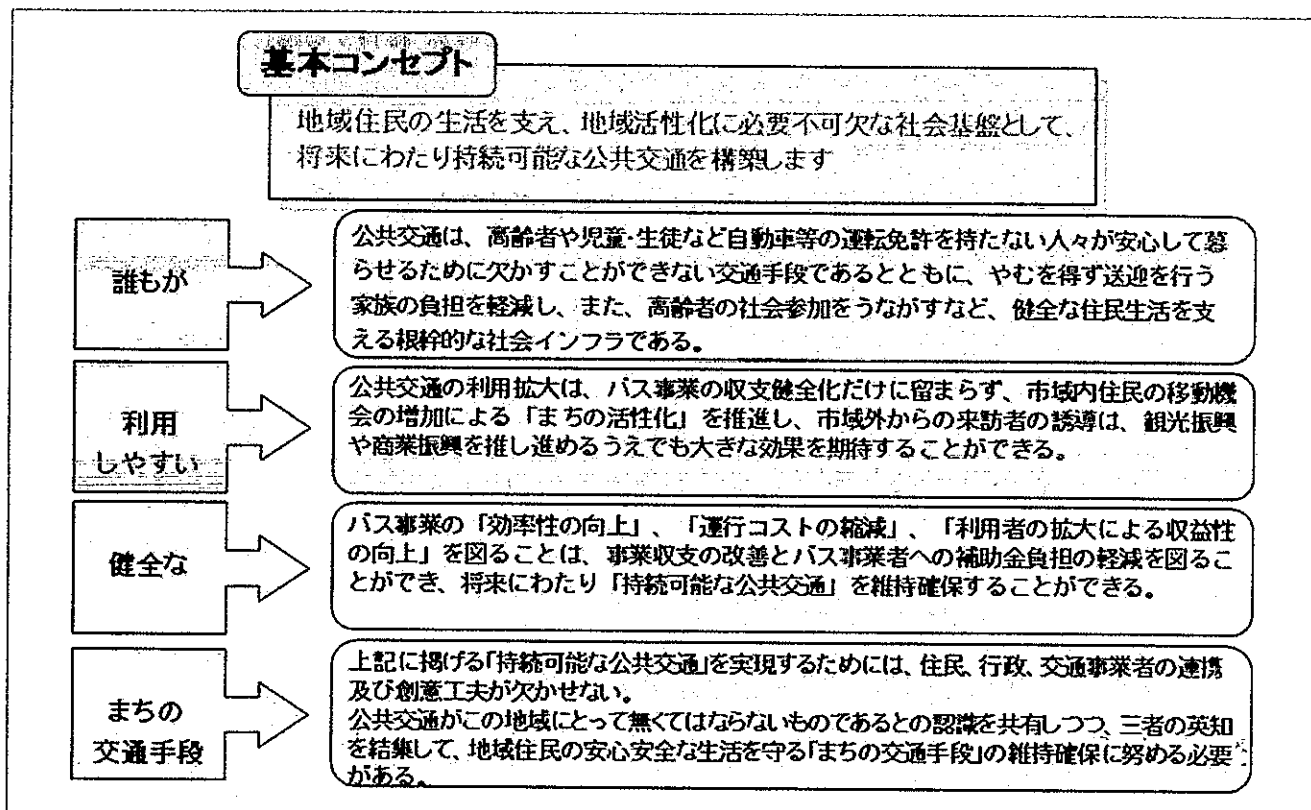 基本コンセプト
地域住民の生活を支え、地域活性化に必要不可欠な社会基盤として、
将来にわたり持続可能な公共交通を構築します
誰もが
公共交通は、高齢者や児童・生徒など自動車等の運転免許を持たない人々が安心して暮
らせるために欠かすことができない交通手段であるとともに、やむを得ず送迎を行う
家族の負担を軽減し、また、高齢者の社会参加をうながすなど、健全な住民生活を支
える根幹的な社会インフラである。
利用
しやすい
公共交通の利用拡大は、バス事業の収支健全化だけに留まらず、市域内住民の移動機
会の増加による「まちの活性化」を推進し、市域外からの来訪者の誘導は、観光振興
や商業振興を推し進めるうえでも大きな効果を期待することができる。
健全な
バス事業の「効率性の向上」、「運行コストの縮減」、「利用者の拡大による収益性
の向上」を図ることは、事業収支の改善とバス事業者への補助金負担の軽減を図るこ
とができ、将来にわたり「持続可能な公共交通」を維持確保することができる。
まちの
交通手段
上記に掲げる「持続可能な公共交通」を実現するためには、住民、行政、交通事業者の連携
及び創意工夫が欠かせない。
公共交通がこの地域にとって無くてはならないものであるとの認識を共有しつつ、三者の英知
を結集して、地域住民の安心安全な生活を守る「まちの交通手段」の維持確保に努める必要
がある。